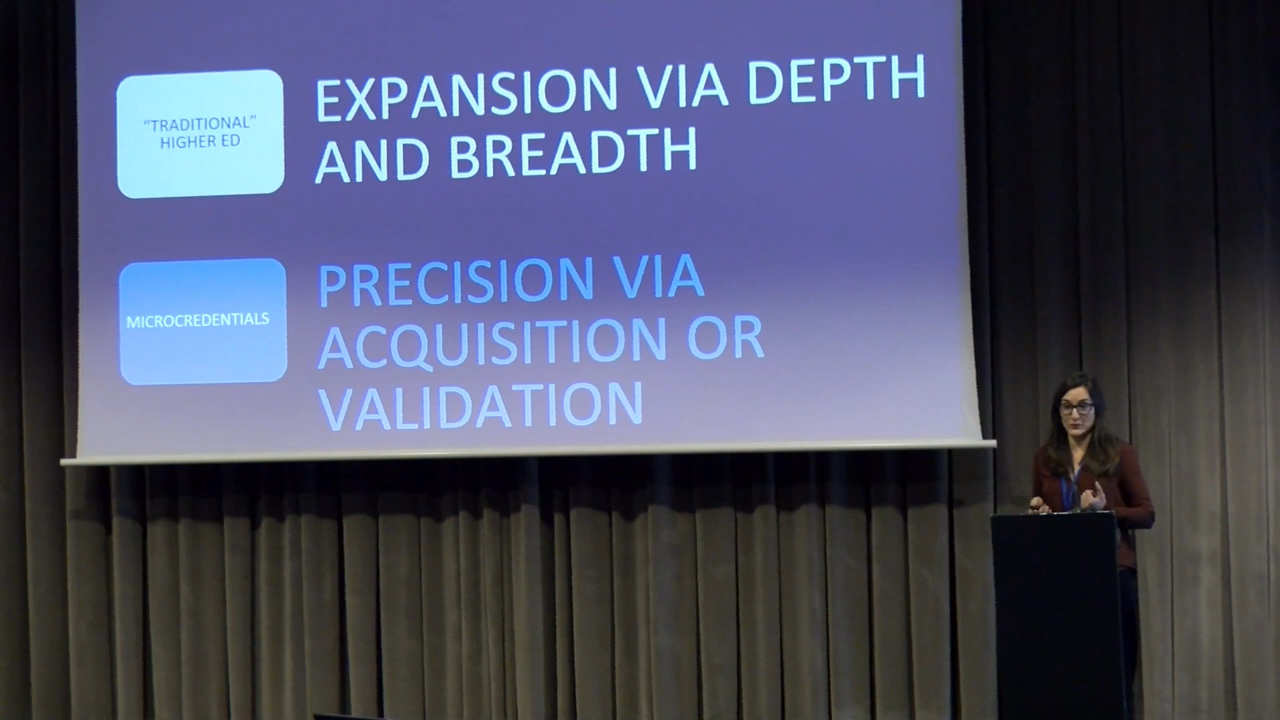 "TRADITIONAL"
HIGHER ED
EXPANSION VIA DEPTH
AND BREADTH
MICROCREDENTIALS
PRECISION VIA
ACQUISITION OR
VALIDATION